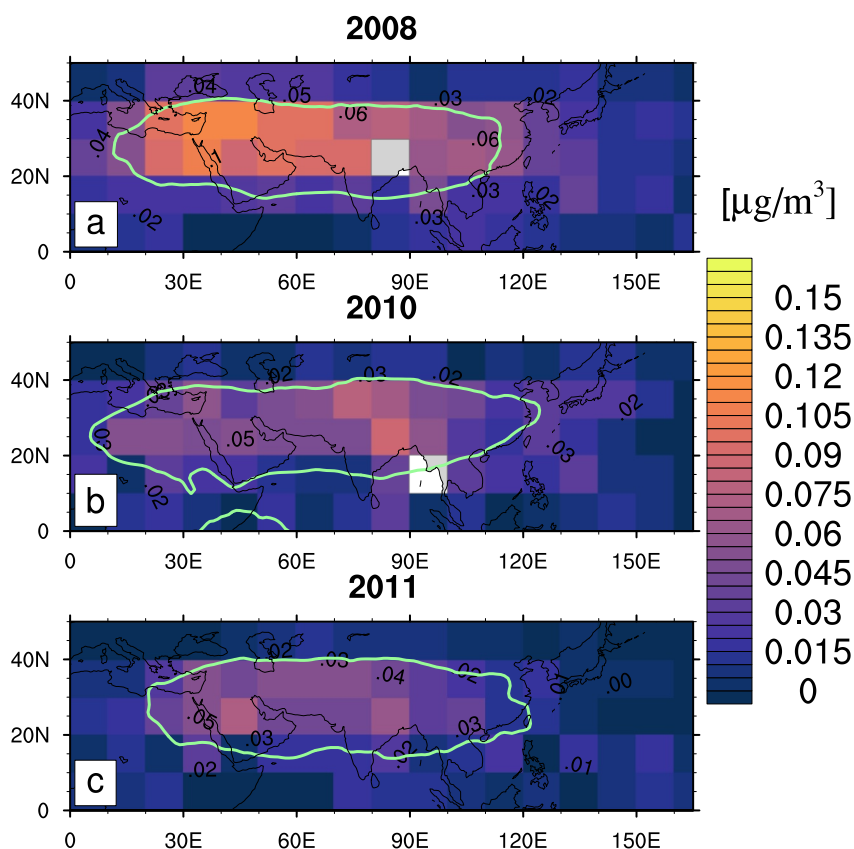 2008
40N
20N
0
.04
.05
.03
.02
.06
.04
.06
.1
.03
.02
.02
.03
a
0
30E
60E
90E
120E
150E
[µg/m³]
0.15
0.135
0.12
0.105
0.09
0.075
0.06
0.045
0.03
0.015
0
2010
40N
20N
0
.02
.03
.02
.02
.03
.05
.03
.02
b
0
30E
60E
90E
120E
150E
2011
40N
20N
0
.02
.03
.02
.04
.00
.05
.03
.03
.02
.02
.01
c
0
30E
60E
90E
120E
150E